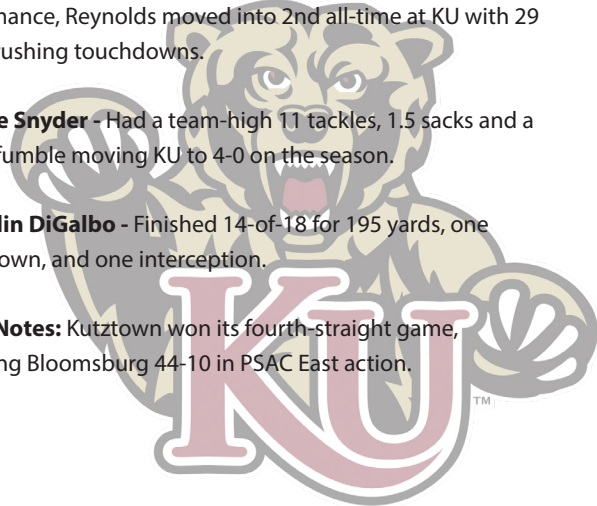 nance, Reynolds moved into 2nd all-time at KU with 29
rushing touchdowns.
e Snyder - Had a team-high 11 tackles, 1.5 sacks and a
fumble moving KU to 4-0 on the season.
lin DiGalbo - Finished 14-of-18 for 195 yards, one
own, and one interception.
Notes: Kutztown won its fourth-straight game,
ng Bloomsburg 44-10 in PSAC East action.
KU
TM